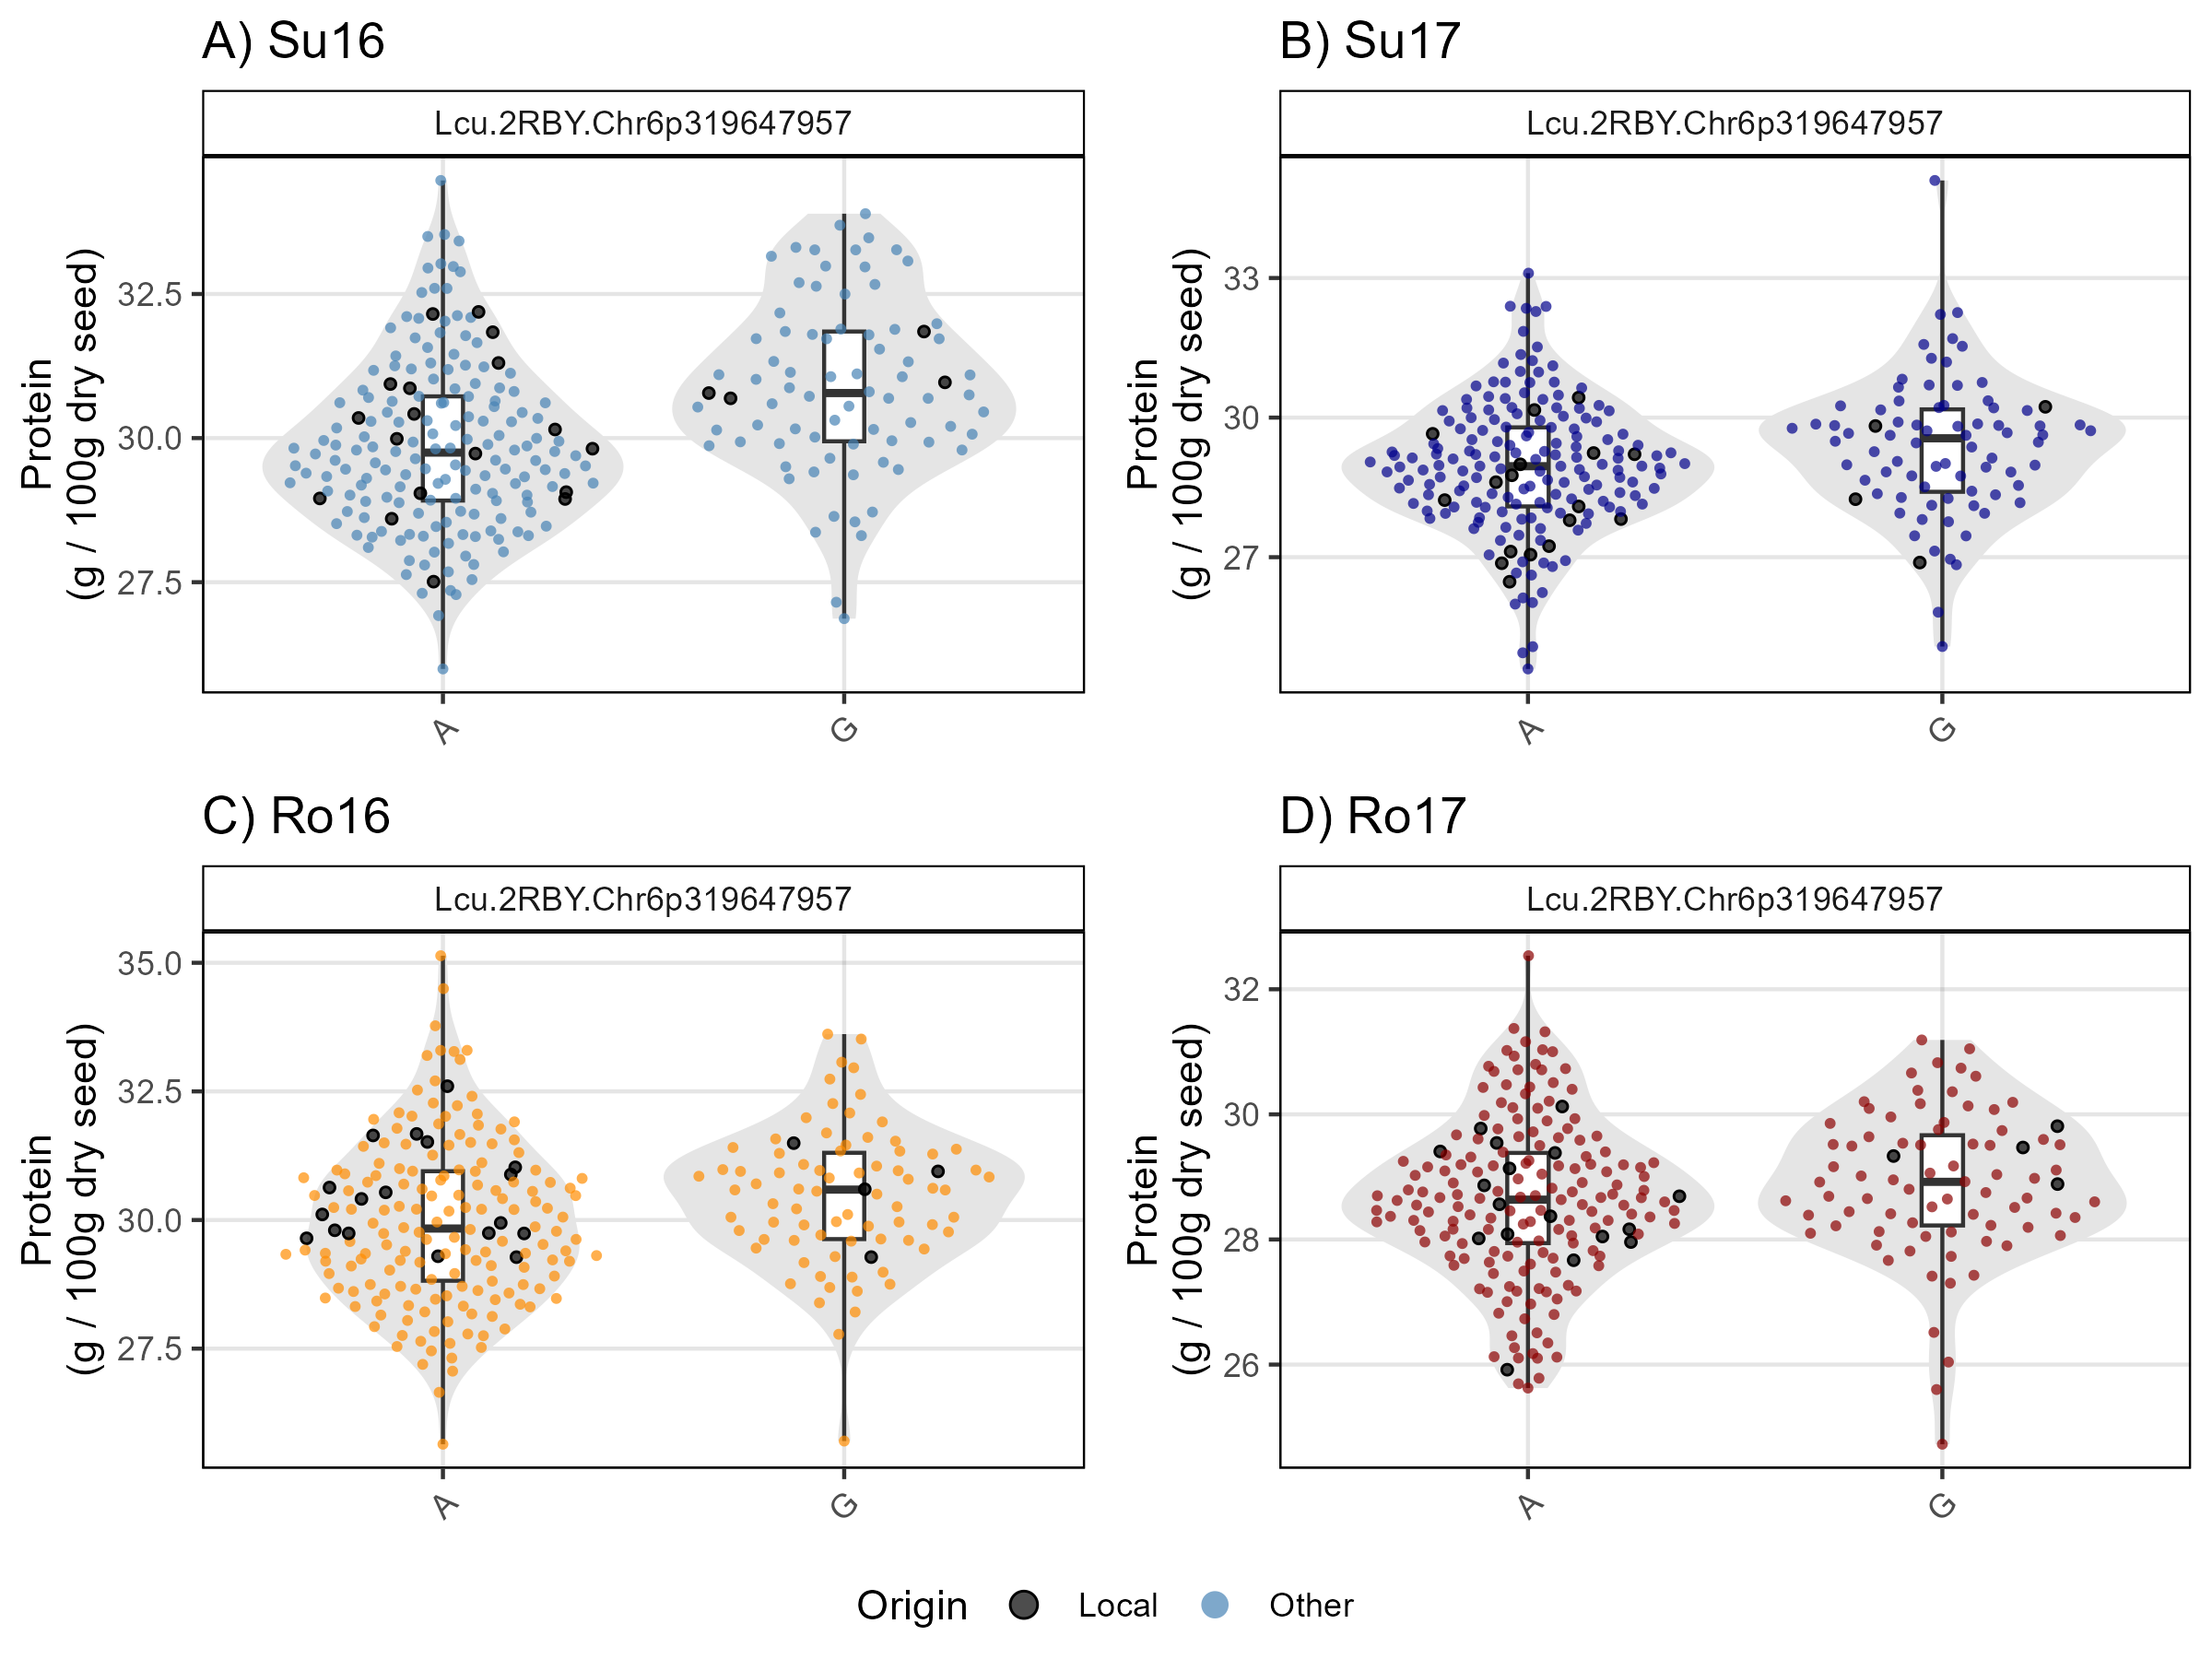 A) Su16
Lcu.2RBY.Chr6p319647957
Protein
(g / 100g dry seed)
32.5
30.0
27.5
A
G
B) Su17
Lcu.2RBY.Chr6p319647957
Protein
(g / 100g dry seed)
33
30
27
A
G
C) Ro16
Lcu.2RBY.Chr6p319647957
Protein
(g / 100g dry seed)
35.0
32.5
30.0
27.5
A
G
D) Ro17
Lcu.2RBY.Chr6p319647957
Protein
(g / 100g dry seed)
32
30
28
26
A
G
Origin Local Other